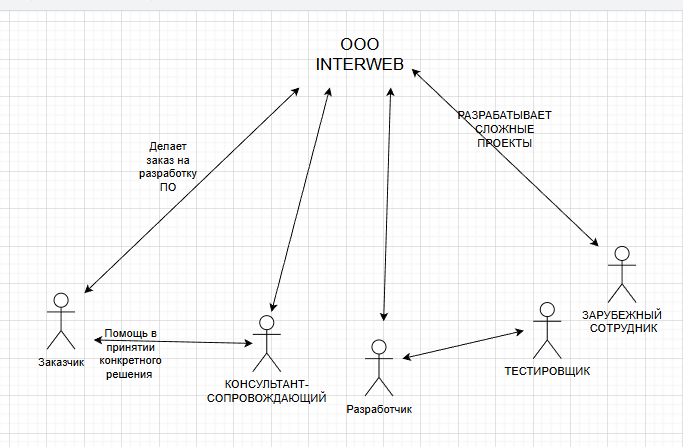 ООО
INTERWEB
РАЗРАБАТЫВАЕТ
СЛОЖНЫЕ
ПРОЕКТЫ
Делает
заказ на
разработку
ПО
ЗАРУБЕЖНЫЙ
СОТРУДНИК
Помощь в
принятии
конкретного
решения
Заказчик
ТЕСТИРОВЩИК
КОНСУЛЬТАНТ-
СОПРОВОЖДАЮЩИЙ
Разработчик